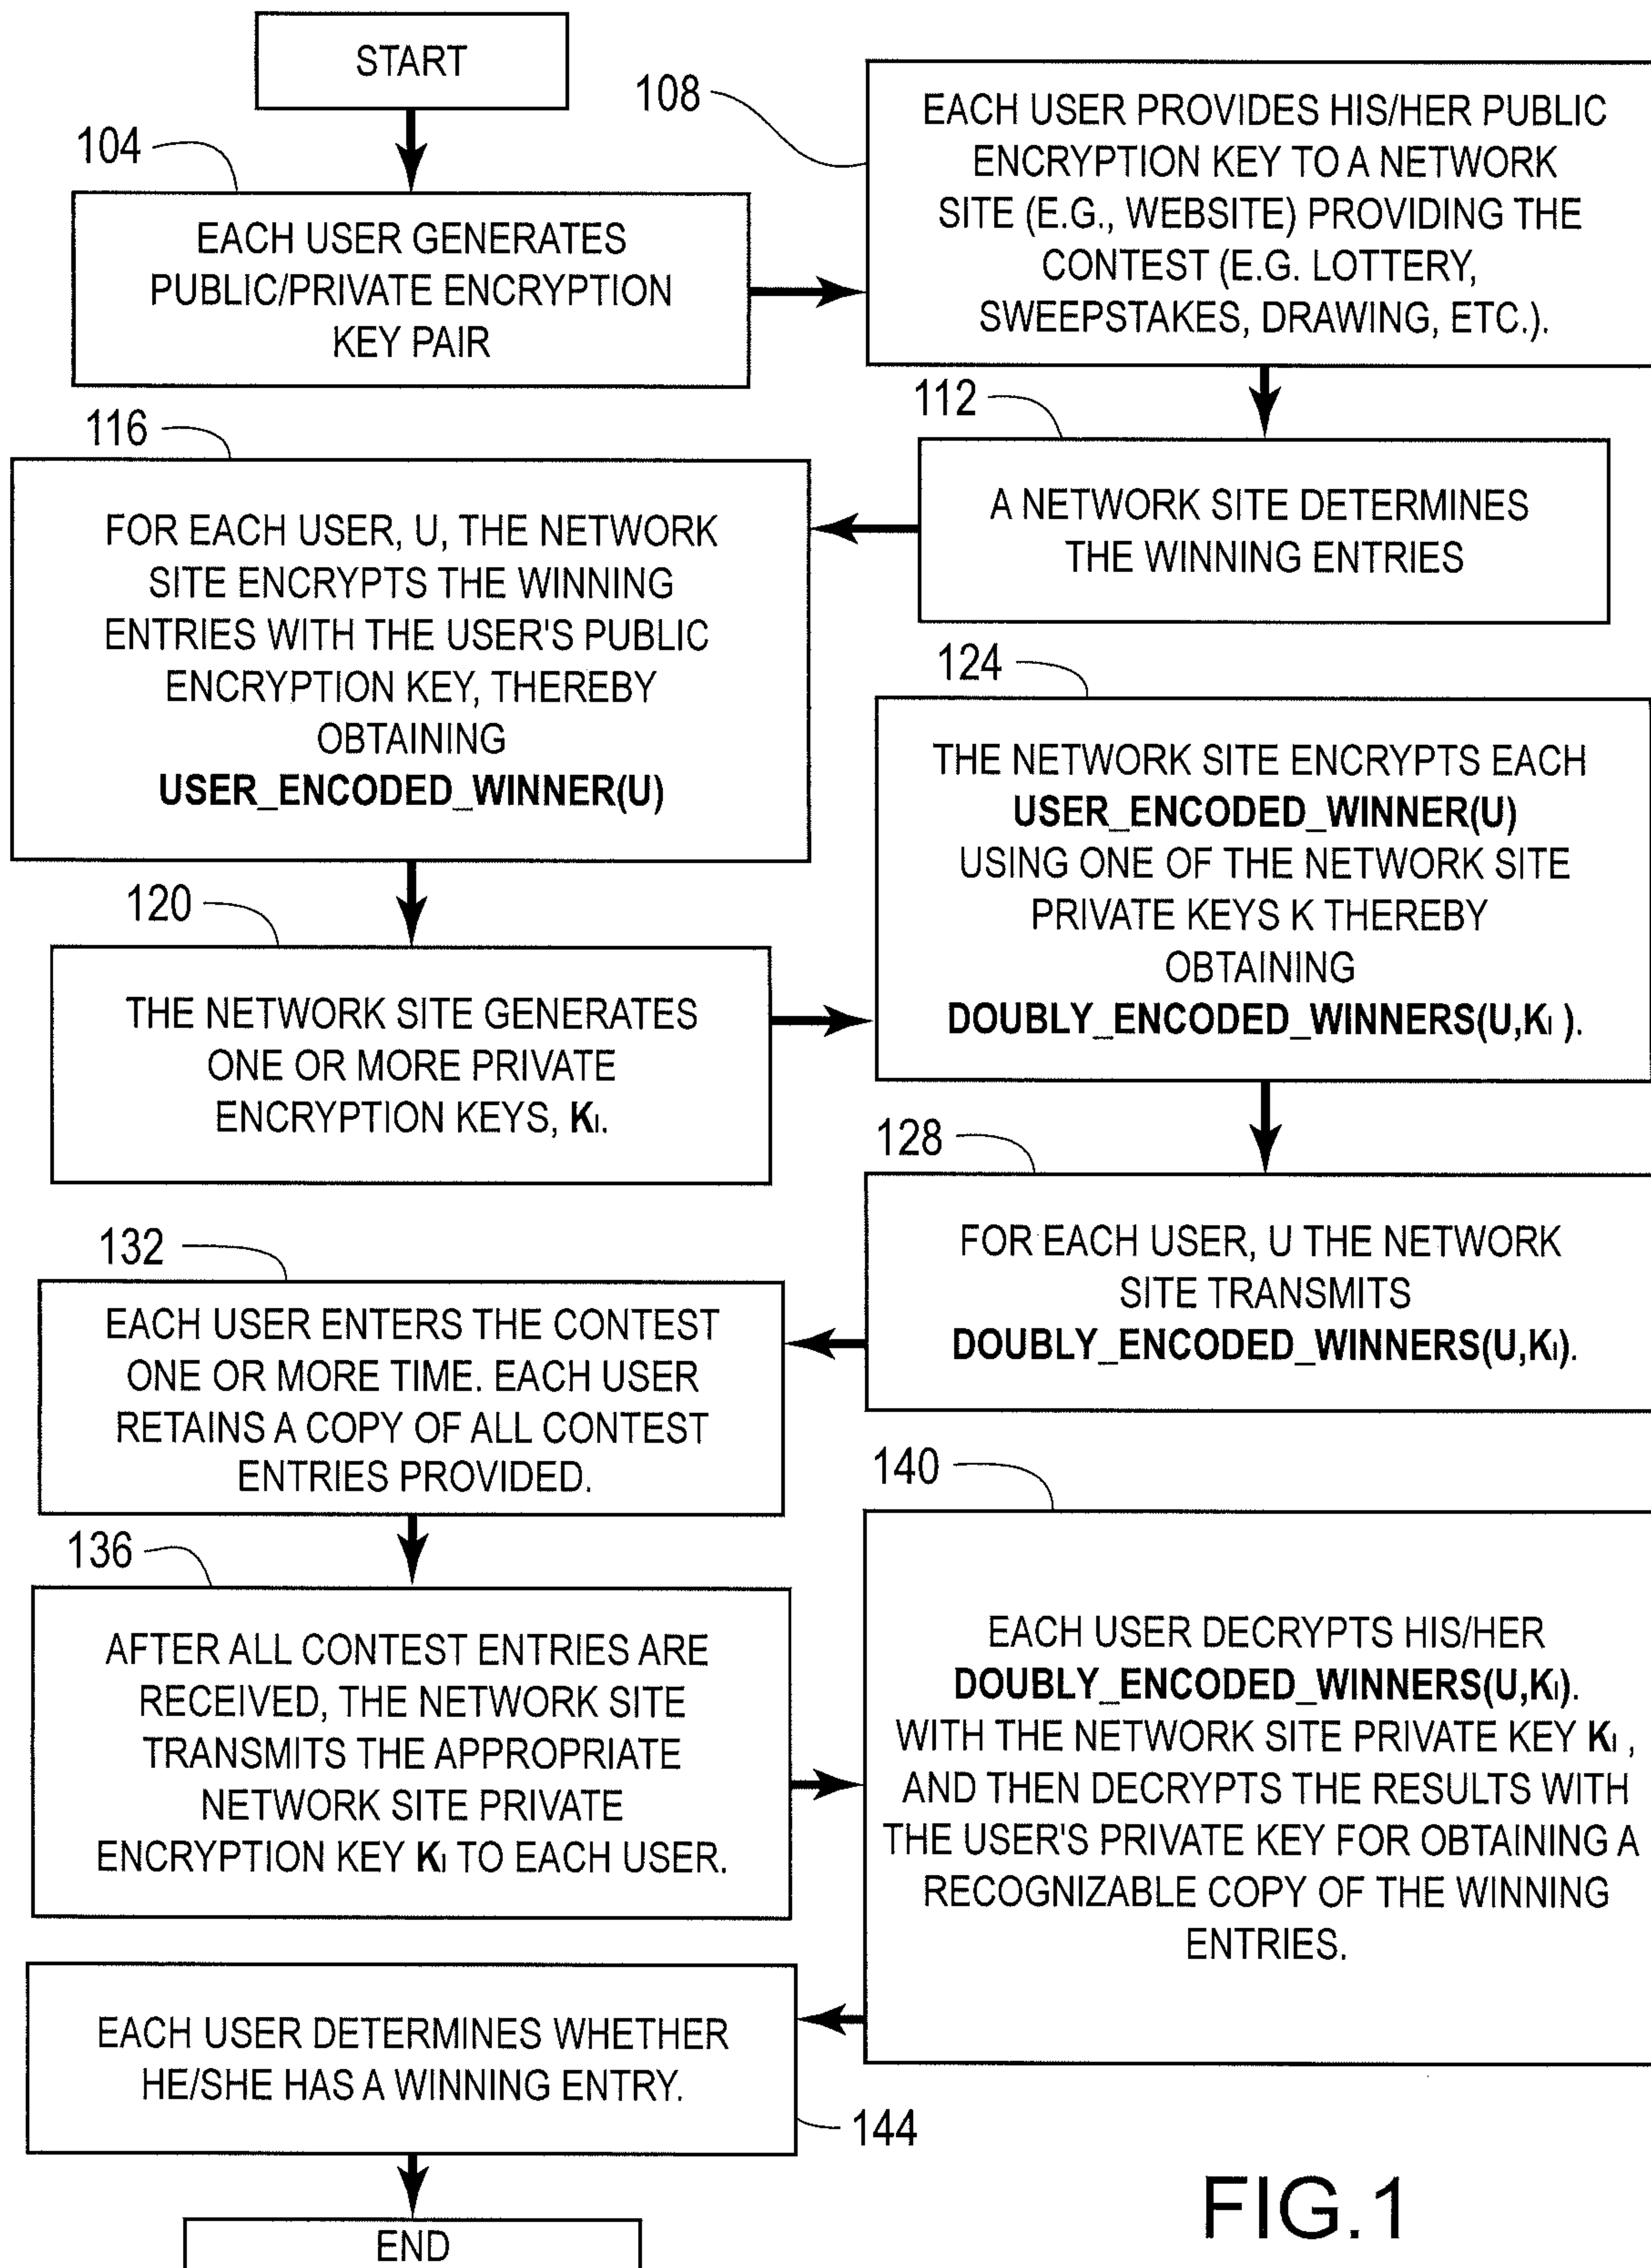 START
104
EACH USER GENERATES
PUBLIC/PRIVATE ENCRYPTION
KEY PAIR
108
EACH USER PROVIDES HIS/HER PUBLIC
ENCRYPTION KEY TO A NETWORK
SITE (E.G., WEBSITE) PROVIDING THE
CONTEST (E.G. LOTTERY,
SWEEPSTAKES, DRAWING, ETC.).
112
A NETWORK SITE DETERMINES
THE WINNING ENTRIES
116
FOR EACH USER, U, THE NETWORK
SITE ENCRYPTS THE WINNING
ENTRIES WITH THE USER'S PUBLIC
ENCRYPTION KEY, THEREBY
OBTAINING
USER_ENCODED_WINNER(U)
120
THE NETWORK SITE GENERATES
ONE OR MORE PRIVATE
ENCRYPTION KEYS, KI.
124
THE NETWORK SITE ENCRYPTS EACH
USER_ENCODED_WINNER(U)
USING ONE OF THE NETWORK SITE
PRIVATE KEYS K THEREBY
OBTAINING
DOUBLY_ENCODED_WINNERS(U,KI ).
128
FOR EACH USER, U THE NETWORK
SITE TRANSMITS
DOUBLY_ENCODED_WINNERS(U,KI).
132
EACH USER ENTERS THE CONTEST
ONE OR MORE TIME. EACH USER
RETAINS A COPY OF ALL CONTEST
ENTRIES PROVIDED.
136
AFTER ALL CONTEST ENTRIES ARE
RECEIVED, THE NETWORK SITE
TRANSMITS THE APPROPRIATE
NETWORK SITE PRIVATE
ENCRYPTION KEY KI TO EACH USER.
140
EACH USER DECRYPTS HIS/HER
DOUBLY_ENCODED_WINNERS(U,KI).
WITH THE NETWORK SITE PRIVATE KEY KI ,
AND THEN DECRYPTS THE RESULTS WITH
THE USER'S PRIVATE KEY FOR OBTAINING A
RECOGNIZABLE COPY OF THE WINNING
ENTRIES.
EACH USER DETERMINES WHETHER
HE/SHE HAS A WINNING ENTRY.
144
END
FIG.1